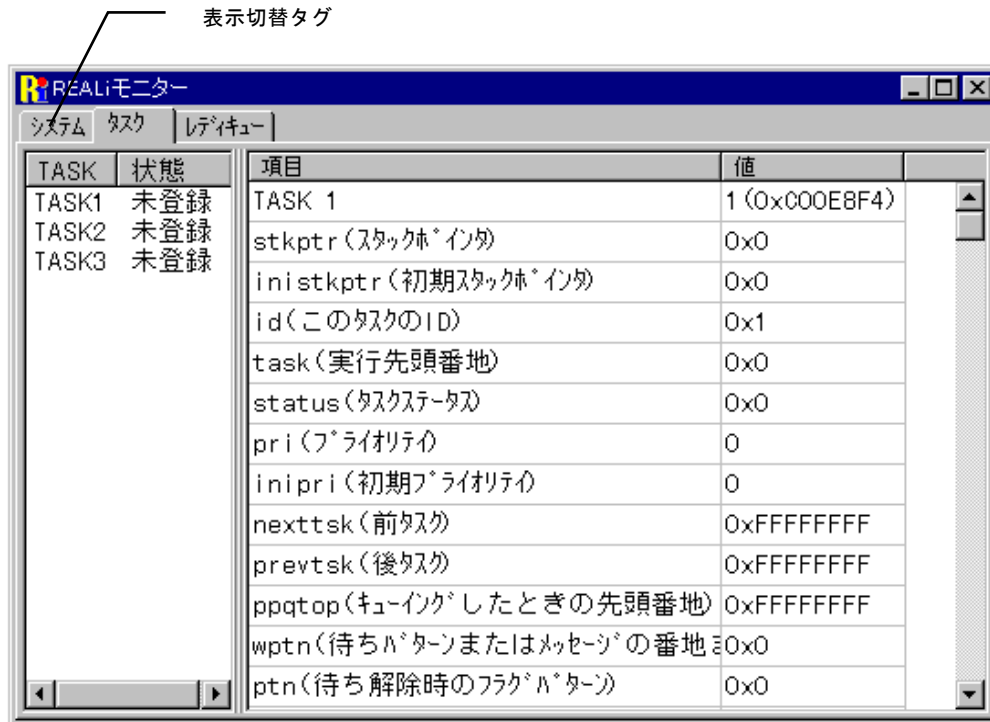 表示切替タグ
REALiモニター
ｼｽﾃﾑ ﾀｽｸ ﾚﾃﾞｨｷｭｰ
TASK 状態
TASK1 未登録
TASK2 未登録
TASK3 未登録
項目 値
TASK 1 1(0xC00E8F4)
stkptr(ｽﾀｯｸﾎﾟｲﾝﾀ) 0x0
inistkptr(初期ｽﾀｯｸﾎﾟｲﾝﾀ) 0x0
id(このﾀｽｸのID) 0x1
task(実行先頭番地) 0x0
status(ﾀｽｸｽﾃｰﾀｽ) 0x0
pri(ﾌﾟﾗｲｵﾘﾃｨ) 0
inipri(初期ﾌﾟﾗｲｵﾘﾃｨ) 0
nexttsk(前ﾀｽｸ) 0xFFFFFFFF
prevtsk(後ﾀｽｸ) 0xFFFFFFFF
ppqtop(ｷｭｰｲﾝｸﾞしたときの先頭番地) 0xFFFFFFFF
wptn(待ちﾊﾟﾀｰﾝまたはﾒｯｾｰｼﾞの番地 0x0
ptn(待ち解除時のﾌﾗｸﾞﾊﾟﾀｰﾝ) 0x0